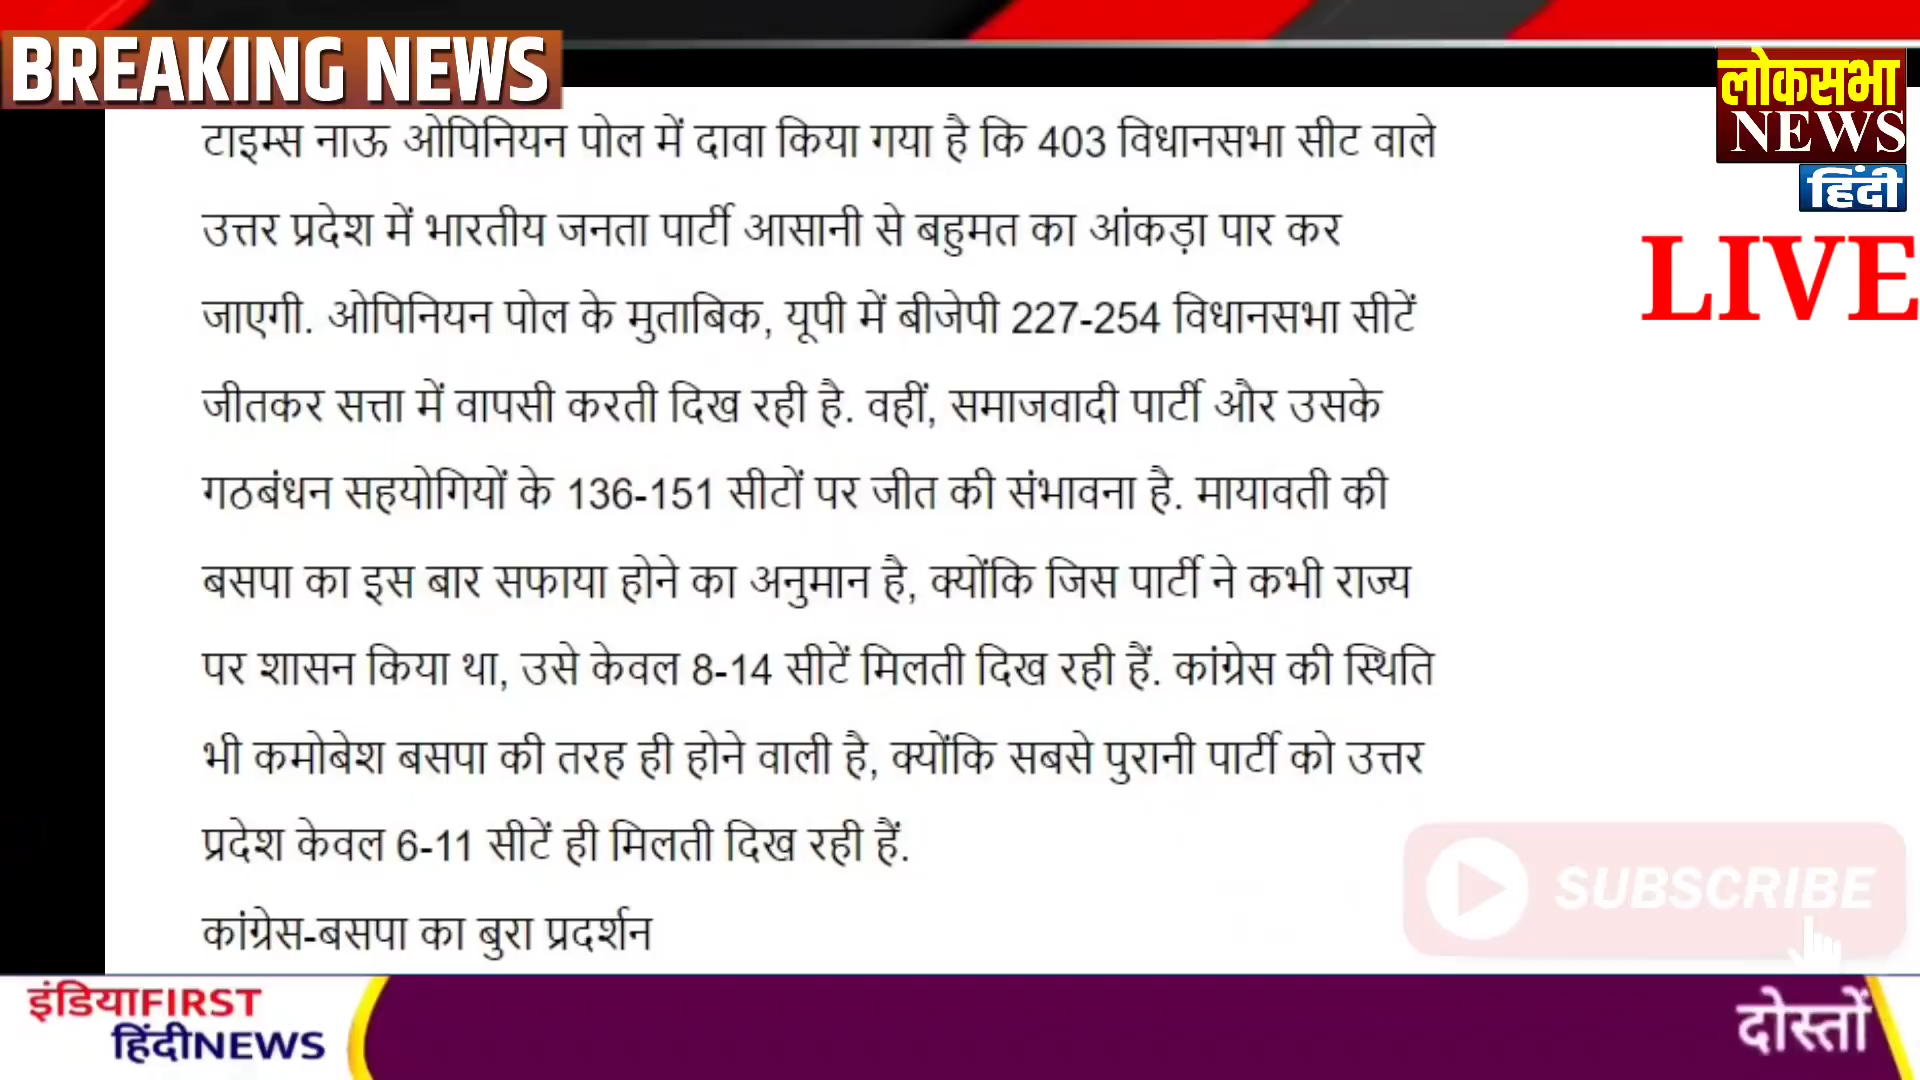 BREAKING NEWS
लोकसभा
NEWS
हिंदी
LIVE
टाइम्स नाऊ ओपिनियन पोल में दावा किया गया है कि 403 विधानसभा सीट वाले
उत्तर प्रदेश में भारतीय जनता पार्टी आसानी से बहुमत का आंकड़ा पार कर
जाएगी. ओपिनियन पोल के मुताबिक, यूपी में बीजेपी 227-254 विधानसभा सीटें
जीतकर सत्ता में वापसी करती दिख रही है. वहीं, समाजवादी पार्टी और उसके
गठबंधन सहयोगियों के 136-151 सीटों पर जीत की संभावना है. मायावती की
बसपा का इस बार सफाया होने का अनुमान है, क्योंकि जिस पार्टी ने कभी राज्य
पर शासन किया था, उसे केवल 8-14 सीटें मिलती दिख रही हैं. कांग्रेस की स्थिति
भी कमोबेश बसपा की तरह ही होने वाली है, क्योंकि सबसे पुरानी पार्टी को उत्तर
प्रदेश केवल 6-11 सीटें ही मिलती दिख रही हैं.
कांग्रेस-बसपा का बुरा प्रदर्शन
SUBSCRIBE
इंडियाFIRST
हिंदीNEWS
दोस्तों